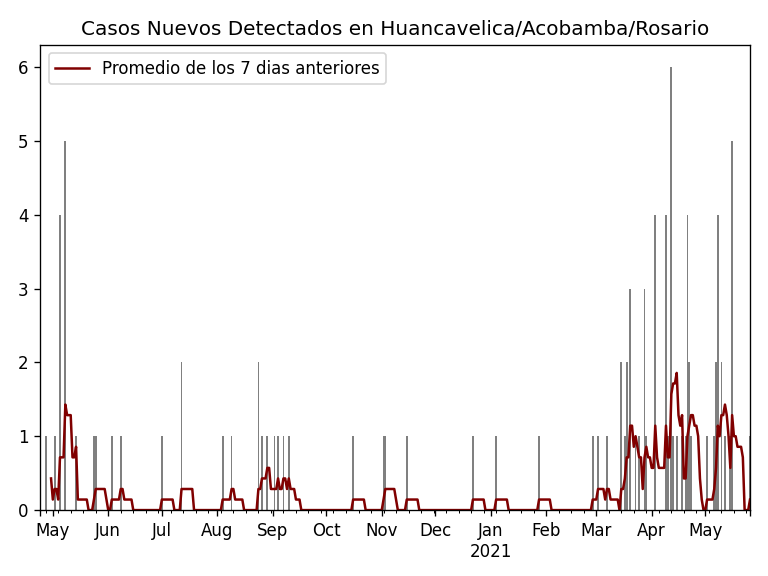 Casos Nuevos Detectados en Huancavelica/Acobamba/Rosario
Promedio de los 7 dias anteriores
6
5
4
3
2
1
0
May Jun Jul Aug Sep Oct Nov Dec Jan Feb Mar Apr May
2021